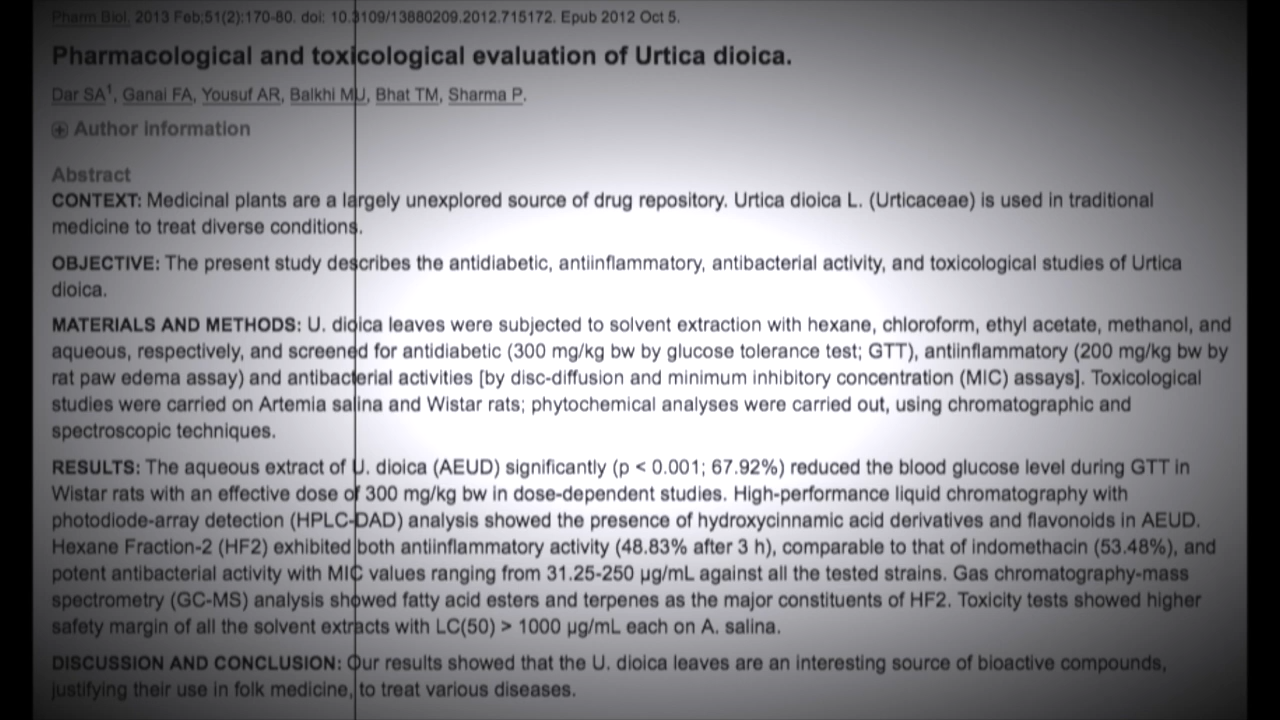 Pharm Biol. 2013 Feb;51(2):170-80. doi: 10.3109/13880209.2012.715172. Epub 2012 Oct 5.
Pharmacological and toxicological evaluation of Urtica dioica.
Dar SA1, Ganai FA, Yousuf AR, Balkhi MU, Bhat TM, Sharma P.
Author information
Abstract
CONTEXT: Medicinal plants are a largely unexplored source of drug repository. Urtica dioica L. (Urticaceae) is used in traditional
medicine to treat diverse conditions.
OBJECTIVE: The present study describes the antidiabetic, antiinflammatory, antibacterial activity, and toxicological studies of Urtica
dioica.
MATERIALS AND METHODS: U. dioica leaves were subjected to solvent extraction with hexane, chloroform, ethyl acetate, methanol, and
aqueous, respectively, and screened for antidiabetic (300 mg/kg bw by glucose tolerance test; GTT), antiinflammatory (200 mg/kg bw by
rat paw edema assay) and antibacterial activities [by disc-diffusion and minimum inhibitory concentration (MIC) assays]. Toxicological
studies were carried on Artemia salina and Wistar rats; phytochemical analyses were carried out, using chromatographic and
spectroscopic techniques.
RESULTS: The aqueous extract of U. dioica (AEUD) significantly (p < 0.001; 67.92%) reduced the blood glucose level during GTT in
Wistar rats with an effective dose of 300 mg/kg bw in dose-dependent studies. High-performance liquid chromatography with
photodiode-array detection (HPLC-DAD) analysis showed the presence of hydroxycinnamic acid derivatives and flavonoids in AEUD.
Hexane Fraction-2 (HF2) exhibited both antiinflammatory activity (48.83% after 3 h), comparable to that of indomethacin (53.48%), and
potent antibacterial activity with MIC values ranging from 31.25-250 µg/mL against all the tested strains. Gas chromatography-mass
spectrometry (GC-MS) analysis showed fatty acid esters and terpenes as the major constituents of HF2. Toxicity tests showed higher
safety margin of all the solvent extracts with LC(50) > 1000 µg/mL each on A. salina.
DISCUSSION AND CONCLUSION: Our results showed that the U. dioica leaves are an interesting source of bioactive compounds,
justifying their use in folk medicine, to treat various diseases.